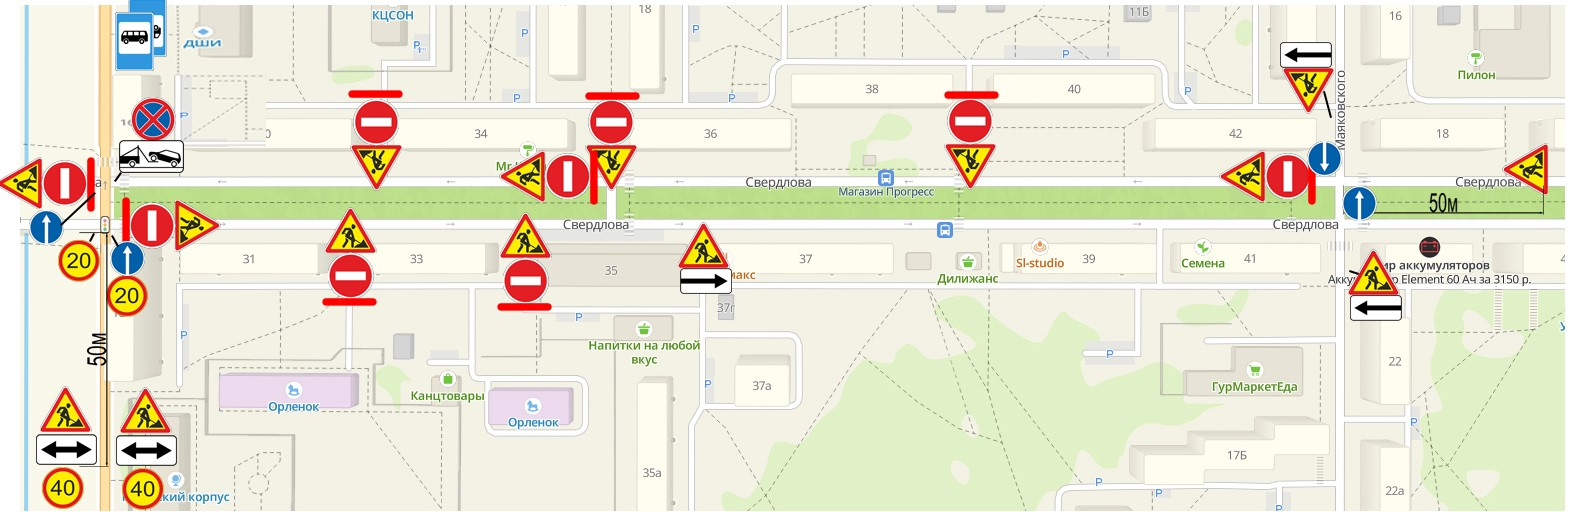 КЦСОН
18
11Б
16
P
P
P
P
ДШИ
Пилон
38
40
P
P
P
P
34
36
42
Маяковского
18
Свердлова
Магазин Прогресс
Свердлова
50м
Свердлова
Свердлова
20
31
33
35
37
Sl-studio
39
Семена
41
Дилижанс
20
37г
Element 60 Ач за 3150 р.
аккумуляторов
50м
P
P
Напитки на любой
вкус
P
22
Орленок
Канцтовары
P
37а
ГурМаркетЕда
Орленок
P
17Б
35а
40
40
корпус
P
P
P
22а